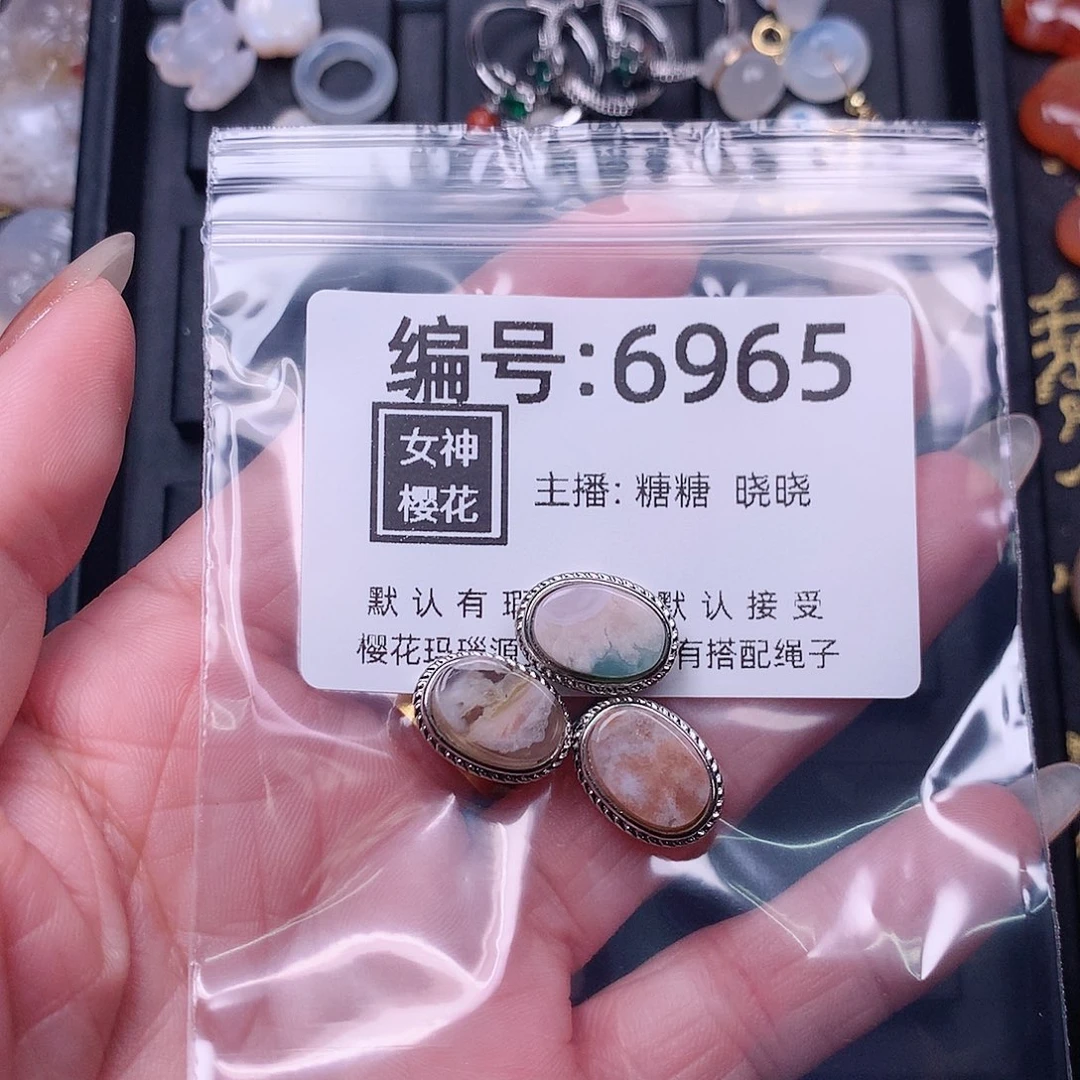 编号:6965
女神
樱花
主播: 糖糖 晓晓
默认有 默认接受
樱花玛瑙源 有搭配绳子